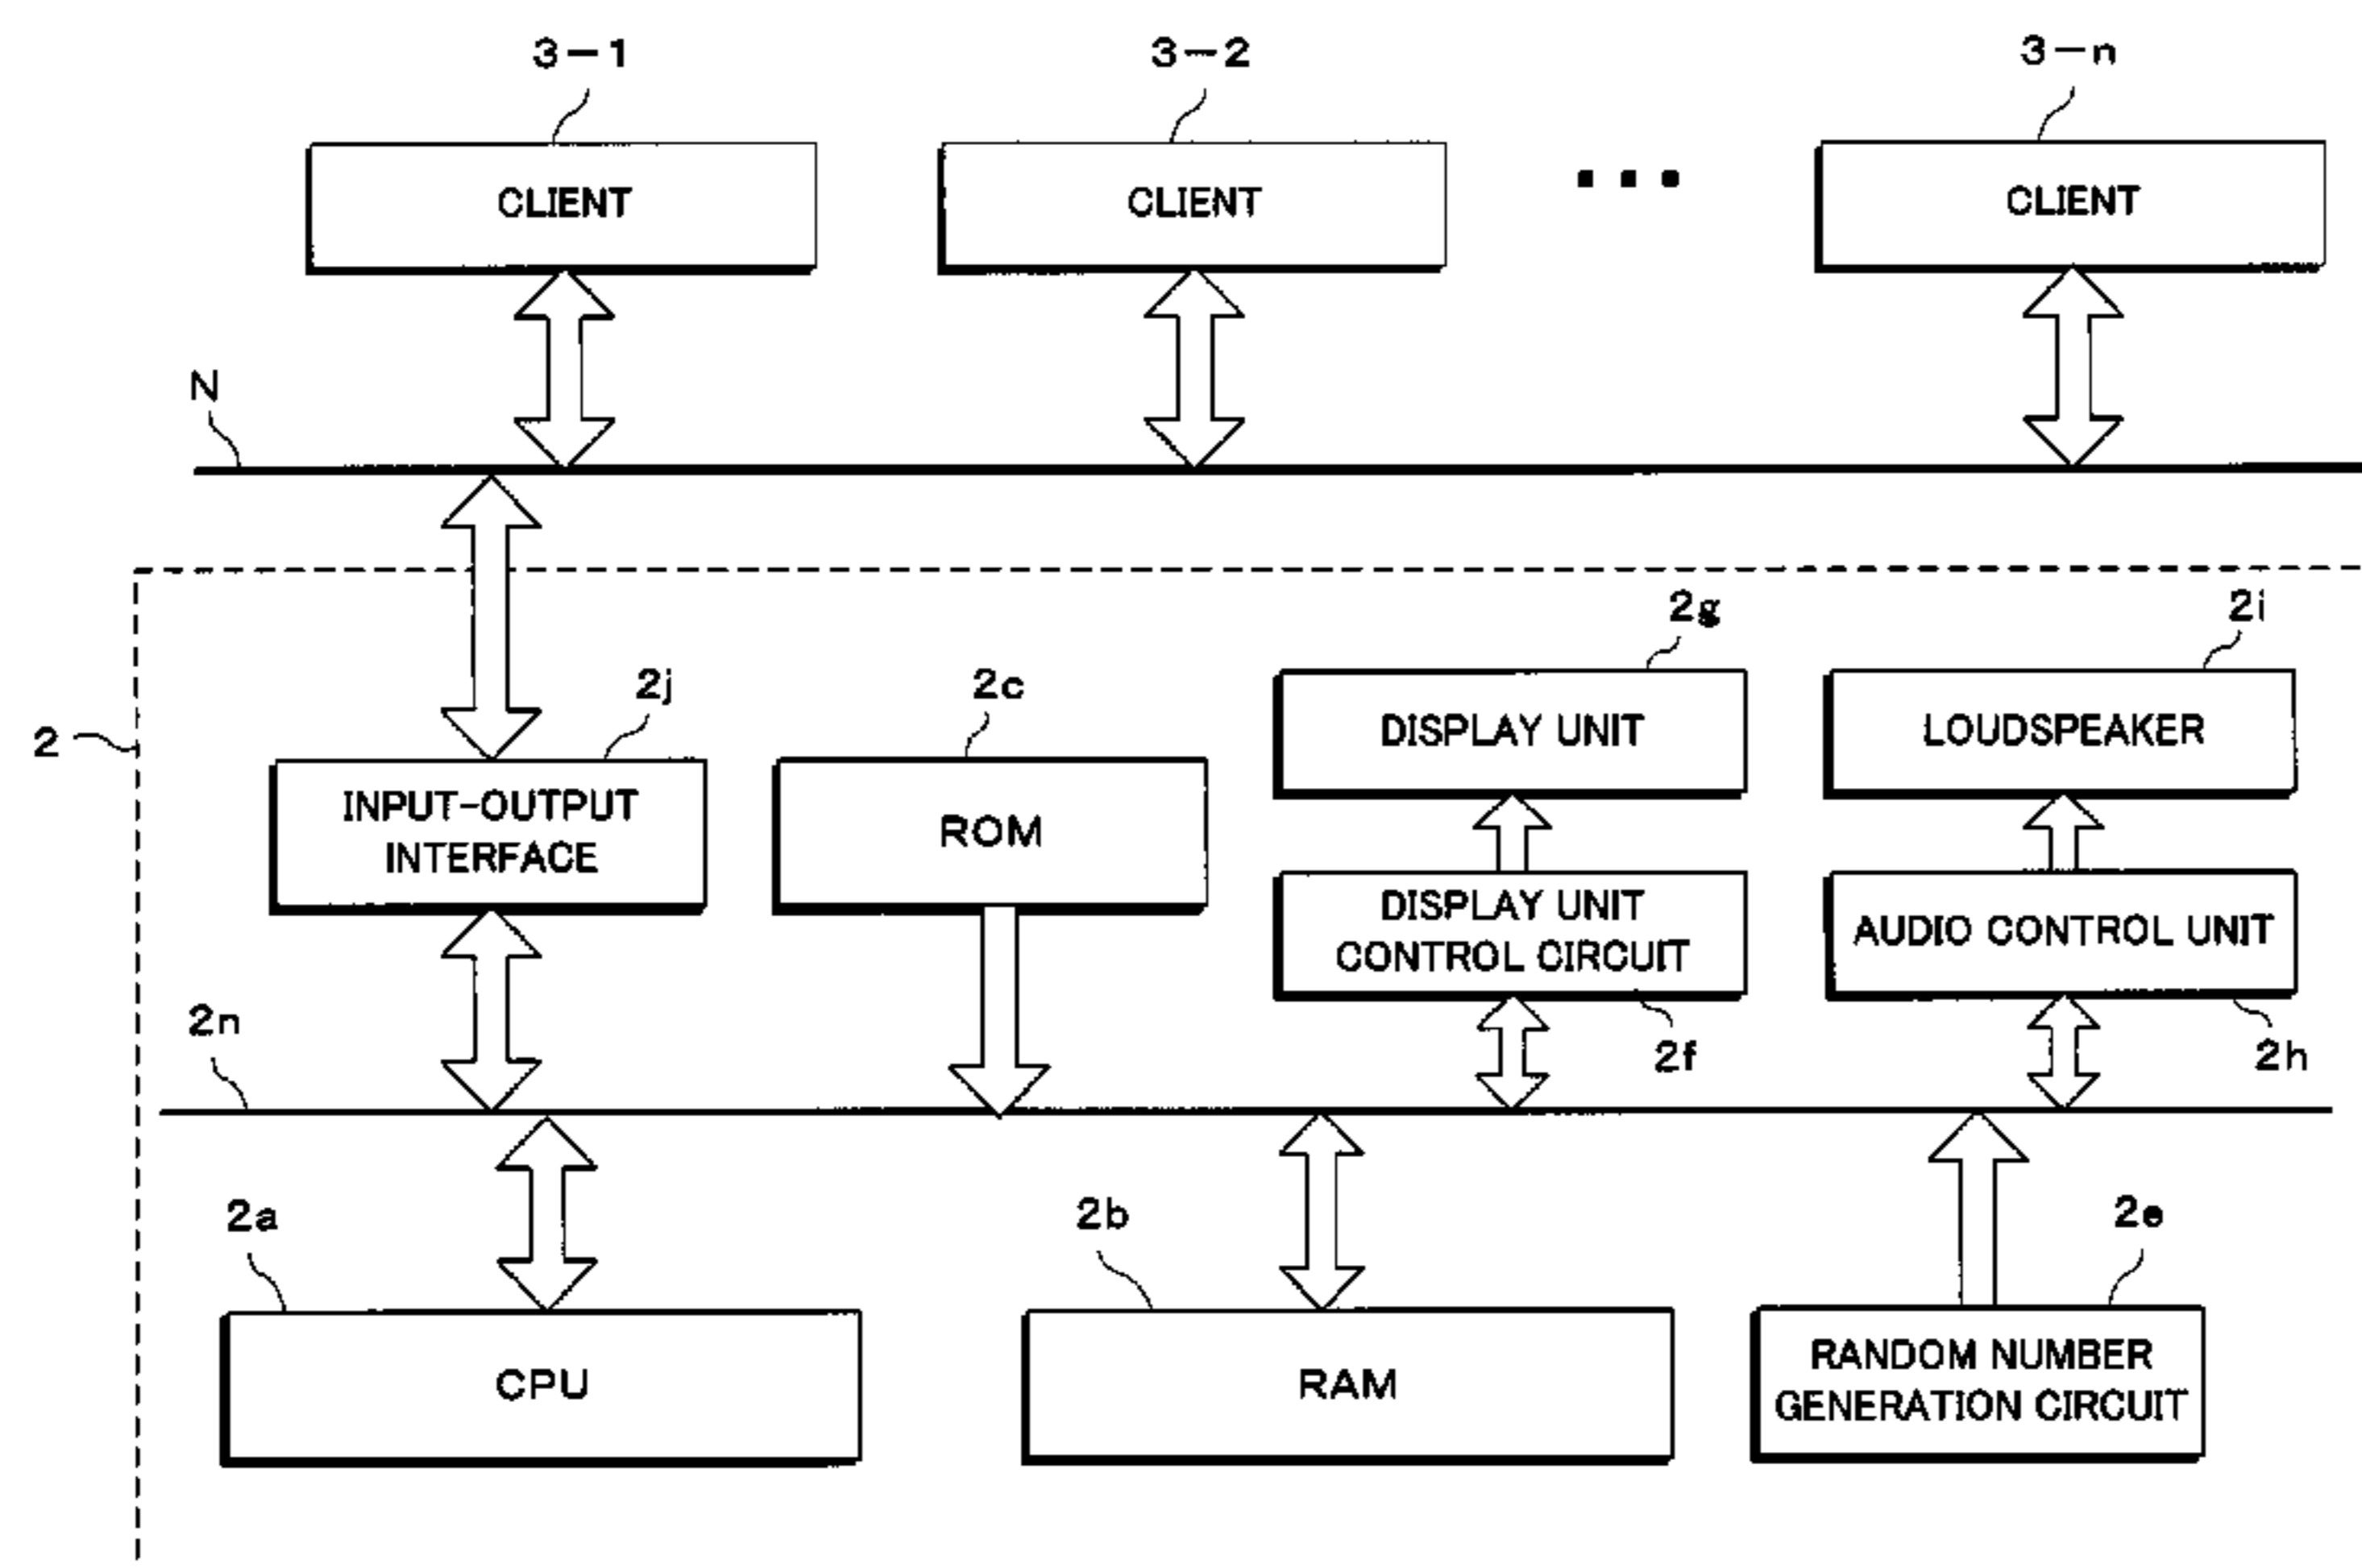 3-1
3-2
3-n
CLIENT
CLIENT
CLIENT
N
2g
2i
2j
2c
2
DISPLAY UNIT
LOUDSPEAKER
INPUT-OUTPUT
INTERFACE
ROM
DISPLAY UNIT
CONTROL CIRCUIT
AUDIO CONTROL UNIT
2n
2f
2h
2a
2b
2e
CPU
RAM
RANDOM NUMBER
GENERATION CIRCUIT